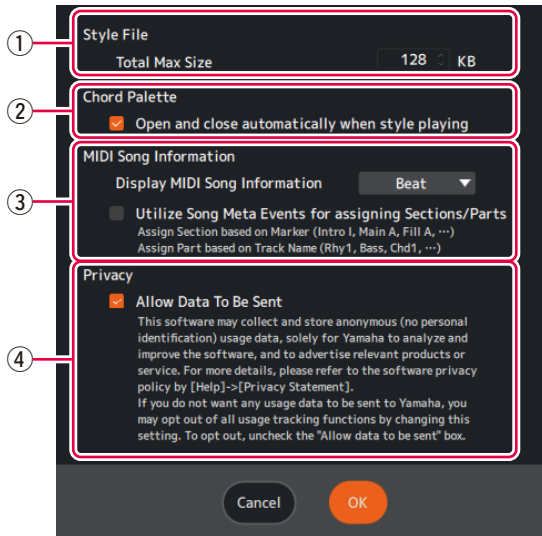 1
Style File
Total Max Size 128 KB
2
Chord Palette
Open and close automatically when style playing
3
MIDI Song Information
Display MIDI Song Information Beat
Utilize Song Meta Events for assigning Sections/Parts
Assign Section based on Marker (Intro I, Main A, Fill A, ···)
Assign Part based on Track Name (Rhy1, Bass, Chd1, ···)
4
Privacy
Allow Data To Be Sent
This software may collect and store anonymous (no personal
identification) usage data, solely for Yamaha to analyze and
improve the software, and to advertise relevant products or
service. For more details, please refer to the software privacy
policy by [Help]->[Privacy Statement].
If you do not want any usage data to be sent to Yamaha, you
may opt out of all usage tracking functions by changing this
setting. To opt out, uncheck the "Allow data to be sent" box.
Cancel OK